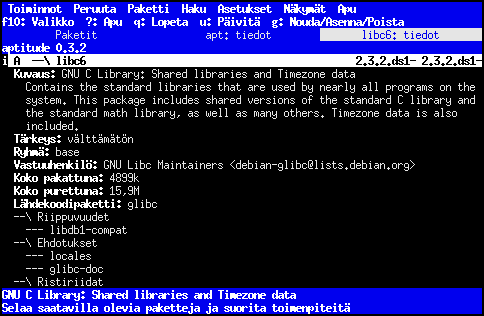 Toiminnot Peruuta Paketti Haku Asetukset Näkymät Apu
f10: Valikko ?: Apu q: Lopeta u: Päivitä g: Nouda/Asenna/Poista
Paketit apt: tiedot libc6: tiedot
aptitude 0.3.2
i A --\ libc6 2.3.2.ds1- 2.3.2.ds1-
Kuvaus: GNU C Library: Shared libraries and Timezone data
Contains the standard libraries that are used by nearly all programs on the
system. This package includes shared versions of the standard C library and
the standard math library, as well as many others. Timezone data is also
included.
Tärkeys: välttämätön
Ryhmä: base
Vastuuhenkilö: GNU Libc Maintainers <debian-glibc@lists.debian.org>
Koko pakattuna: 4899k
Koko purettuna: 15,9M
Lähdekoodipaketti: glibc
--\ Riippuvuudet
--- libdb1-compat
--\ Ehdotukset
--- locales
--- glibc-doc
--\ Ristiriidat
GNU C Library: Shared libraries and Timezone data
Selaa saatavilla olevia paketteja ja suorita toimenpiteitä